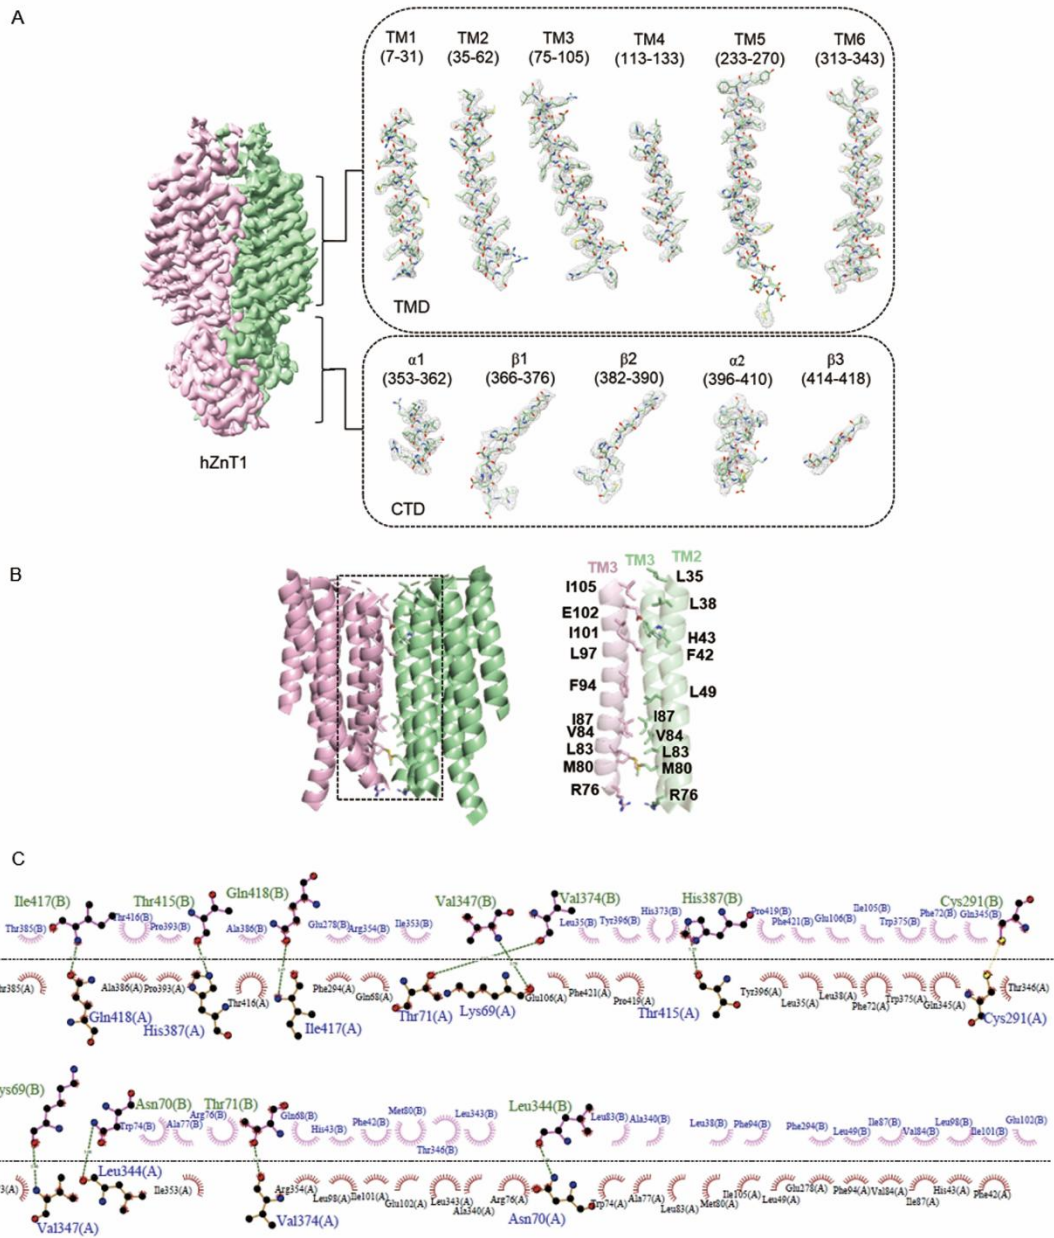 A
TM1 TM2 TM3 TM4 TM5 TM6
(7-31) (35-62) (75-105) (113-133) (233-270) (313-343)
TMD
α1 β1 β2 α2 β3
(353-362) (366-376) (382-390) (396-410) (414-418)
hZnT1
CTD
B
TM3 TM3 TM2
I105 L35
E102 L38
I101 H43
L97 F42
F94 L49
I87 I87
V84 V84
L83 L83
M80 M80
R76 R76
C
Ile417(B) Thr415(B) Gln418(B) Val347(B) Val374(B) His387(B) Cys291(B)
Thr385(B) Thr416(B) Pro393(B) Ala386(B) Glu278(B) Arg354(B) Ile353(B) Leu35(B) Tyr396(B) His373(B) Pro419(B) Phe421(B) Glu106(B) Ile105(B) Trp375(B) Phe72(B) Gln345(B)
hr385(A) Ala386(A) Pro393(A) Thr416(A) Phe294(A) Gln68(A) Glu106(A) Phe421(A) Pro419(A) Tyr396(A) Leu35(A) Leu38(A) Phe72(A) Trp375(A) Gln345(A) Thr346(A)
Gln418(A) His387(A) Ile417(A) Thr71(A) Lys69(A) Thr415(A) Cys291(A)
ys69(B) Asn70(B) Thr71(B) Leu344(B)
Trp74(B) Ala77(B) Arg76(B) Gln68(B) His43(B) Phe42(B) Met80(B) Thr346(B) Leu343(B) Leu83(B) Ala340(B) Leu38(B) Phe94(B) Phe294(B) Leu49(B) Ile87(B) Val84(B) Leu98(B) Ile101(B) Glu102(B)
3(A) Leu344(A) Ile353(A) Arg354(A) Leu98(A) Ile101(A) Glu102(A) Leu343(A) Ala340(A) Arg76(A) Trp74(A) Ala77(A) Leu83(A) Met80(A) Ile105(A) Leu49(A) Glu278(A) Phe94(A) Val84(A) Ile87(A) His43(A) Phe42(A)
Val347(A) Val374(A) Asn70(A)